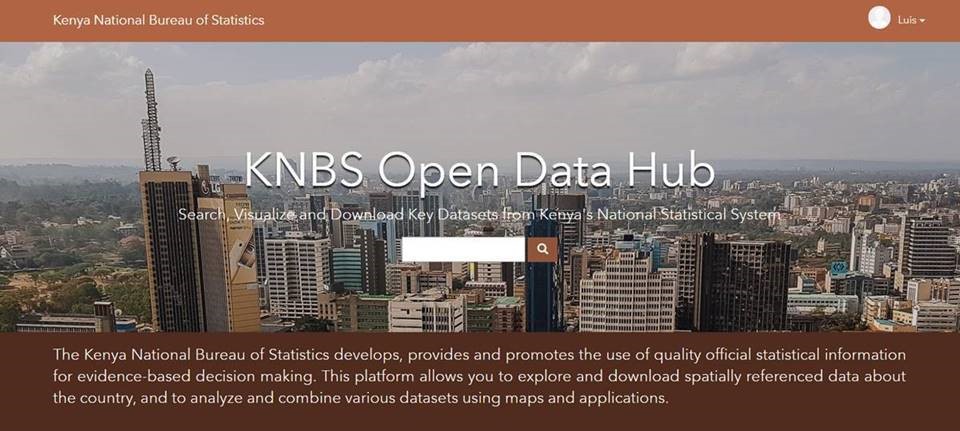 Kenya National Bureau of Statistics
Luis
KNBS Open Data Hub
Search, Visualize and Download Key Datasets from Kenya's National Statistical System
LG
The Kenya National Bureau of Statistics develops, provides and promotes the use of quality official statistical information
for evidence-based decision making. This platform allows you to explore and download spatially referenced data about
the country, and to analyze and combine various datasets using maps and applications.